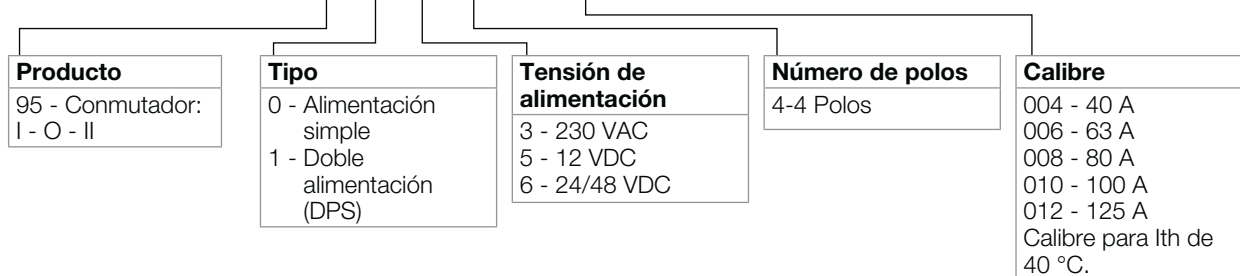 Producto
95 - Conmutador:
I - O - II
Tipo
0 - Alimentación
simple
1 - Doble
alimentación
(DPS)
Tensión de
alimentación
3 - 230 VAC
5 - 12 VDC
6 - 24/48 VDC
Número de polos
4-4 Polos
Calibre
004 - 40 A
006 - 63 A
008 - 80 A
010 - 100 A
012 - 125 A
Calibre para Ith de
40 °C.